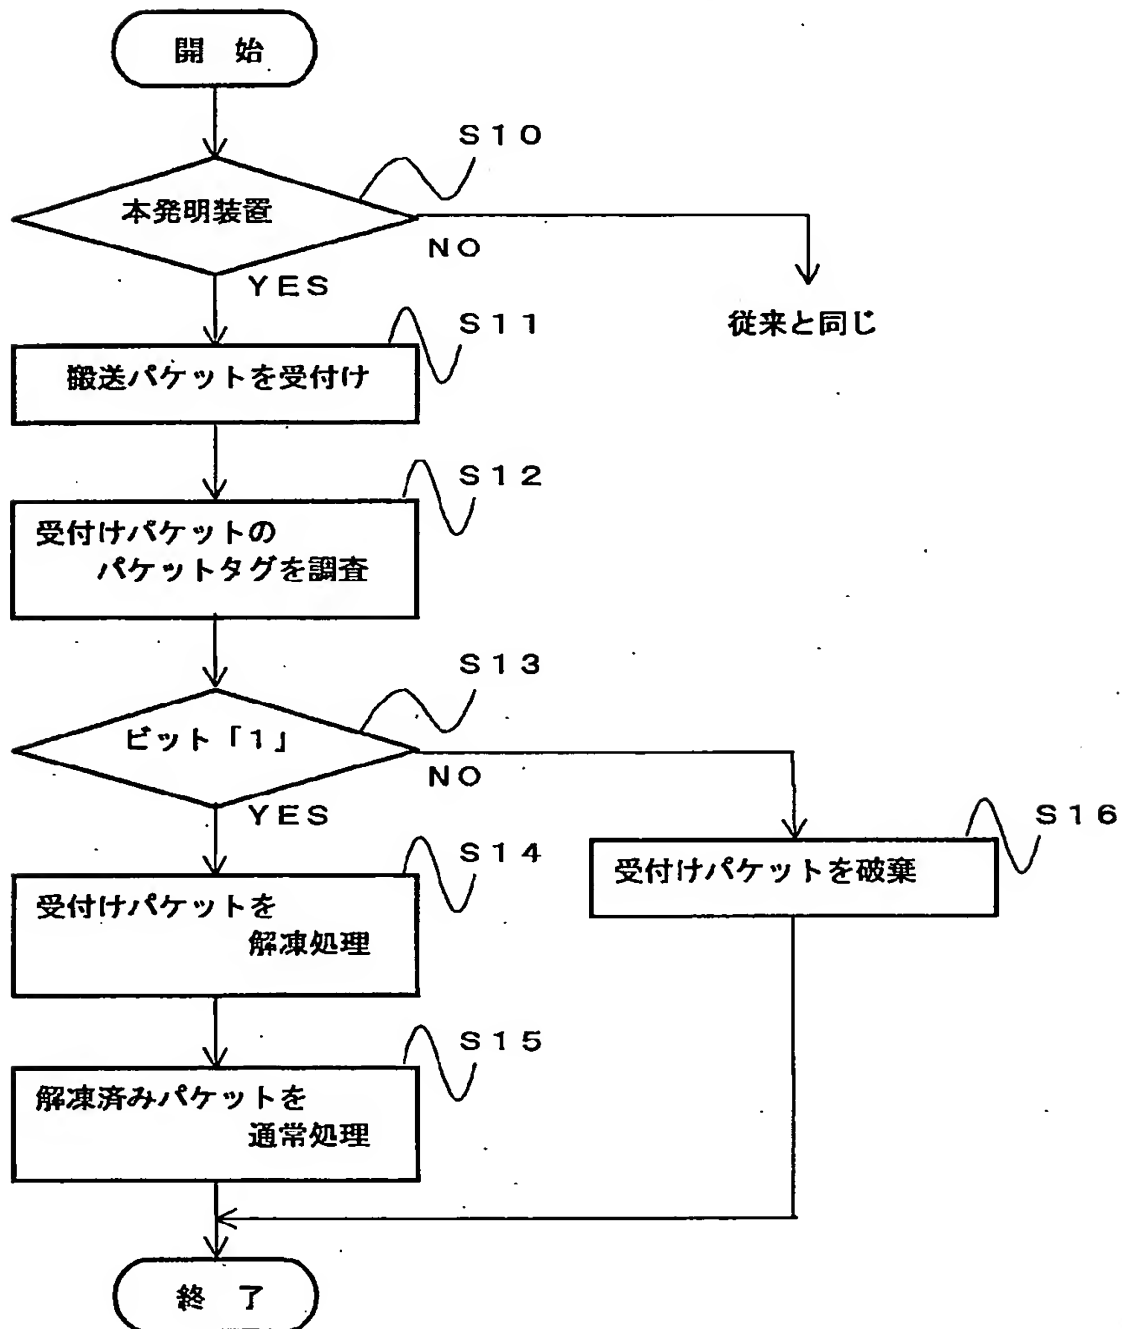 開 始
S10
本発明装置
NO
YES
従来と同じ
S11
搬送パケットを受付け
S12
受付けパケットの
パケットタグを調査
S13
ビット「1」
NO
YES
S16
受付けパケットを破棄
S14
受付けパケットを
解凍処理
S15
解凍済みパケットを
通常処理
終 了